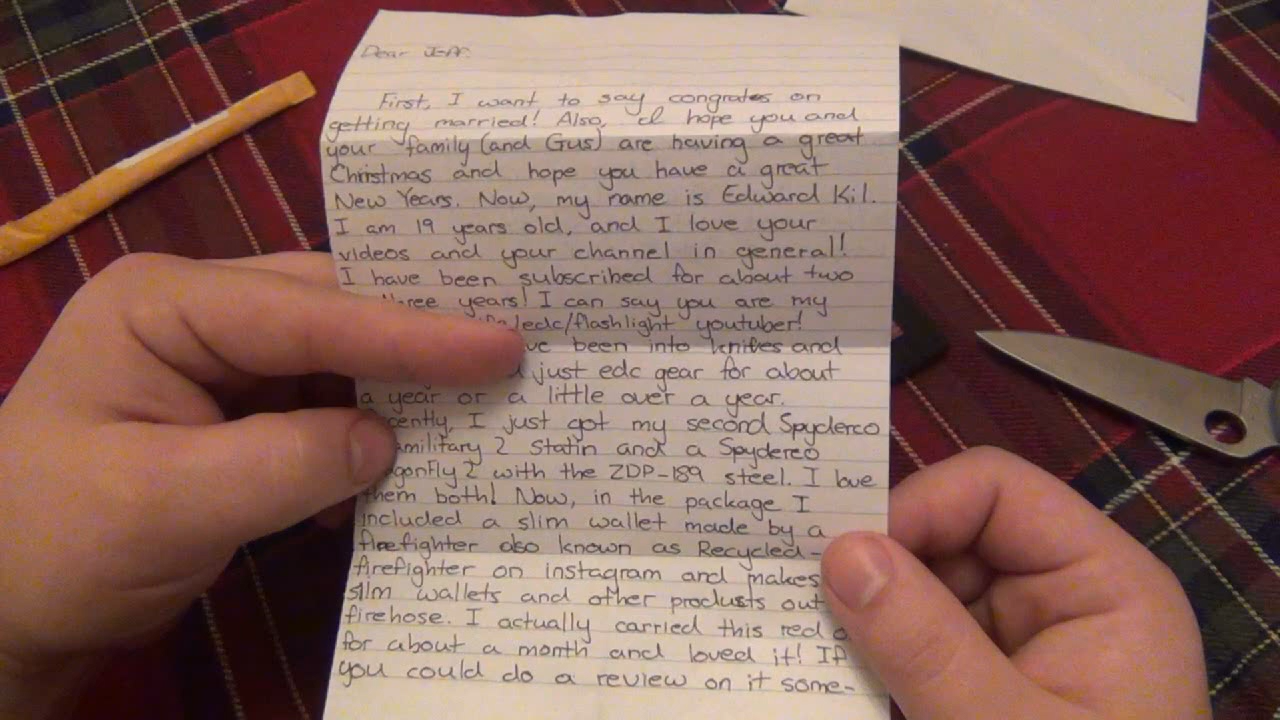 Dear Jeff:
First, I want to say congrates on
getting married! Also, I hope you and
your family (and Gus) are having a great
Christmas and hope you have a great
New Years. Now, my name is Edward Kil.
I am 19 years old, and I love your
videos and your channel in general!
I have been subscribed for about two
years! I can say you are my
/edc/flashlight youtuber!
been into knifes and
just edc gear for about
a year or a little over a year.
I just got my second Spyderco
2 Statin and a Spyderco
2 with the ZDP-189 steel. I love
them both! Now, in the package I
included a slim wallet made by a
firefighter also known as Recycled-
firefighter on instagram and makes
slim wallets and other products out
firehose. I actually carried this red
for about a month and loved it! If
you could do a review on it some-